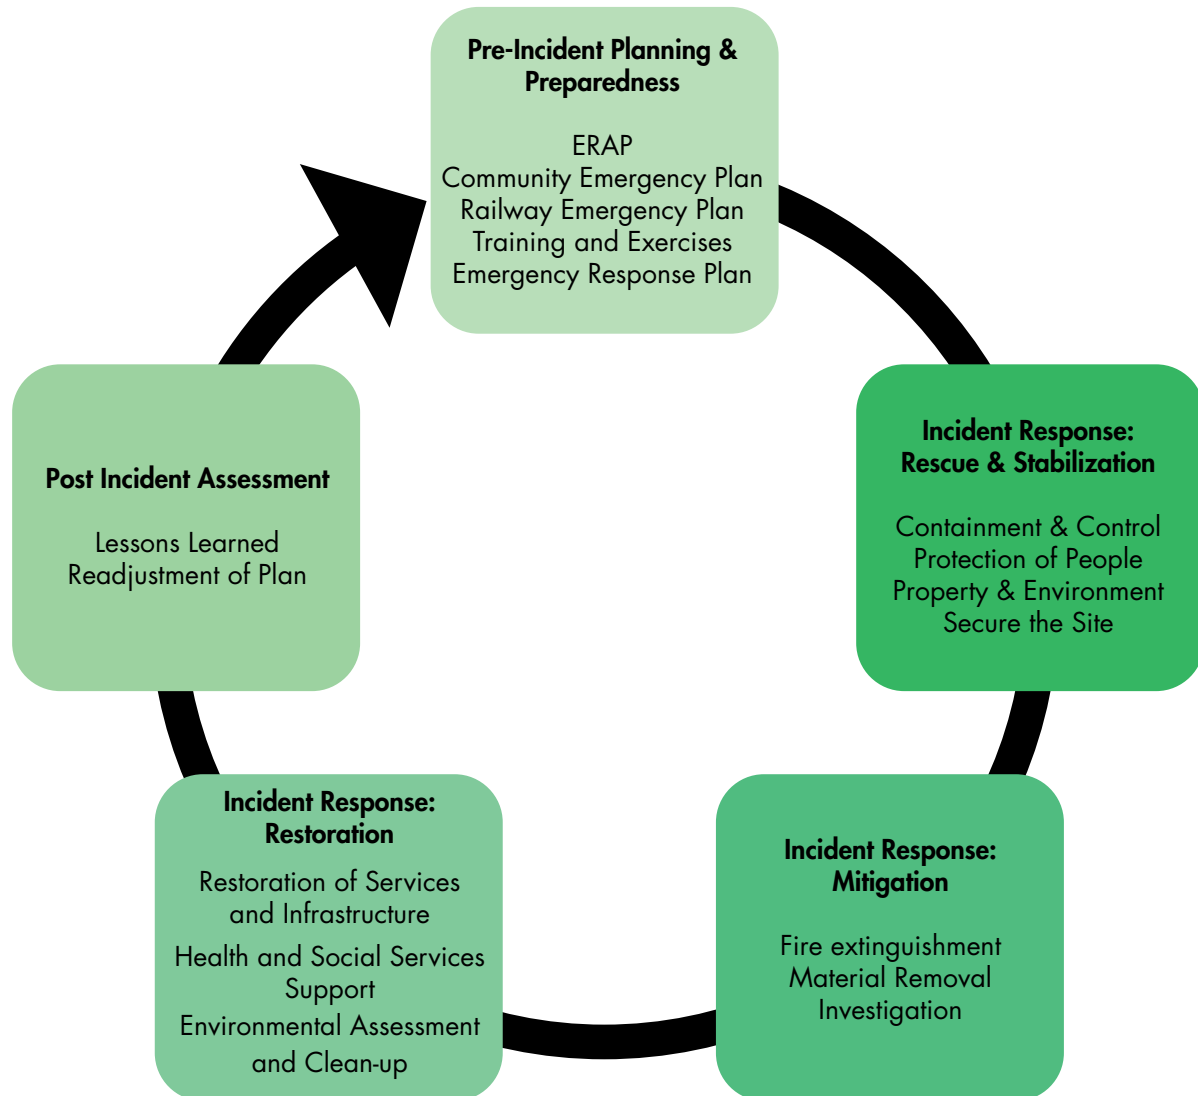 Pre-Incident Planning &
Preparedness
ERAP
Community Emergency Plan
Railway Emergency Plan
Training and Exercises
Emergency Response Plan
Incident Response:
Rescue & Stabilization
Containment & Control
Protection of People
Property & Environment
Secure the Site
Incident Response:
Mitigation
Fire extinguishment
Material Removal
Investigation
Incident Response:
Restoration
Restoration of Services
and Infrastructure
Health and Social Services
Support
Environmental Assessment
and Clean-up
Post Incident Assessment
Lessons Learned
Readjustment of Plan